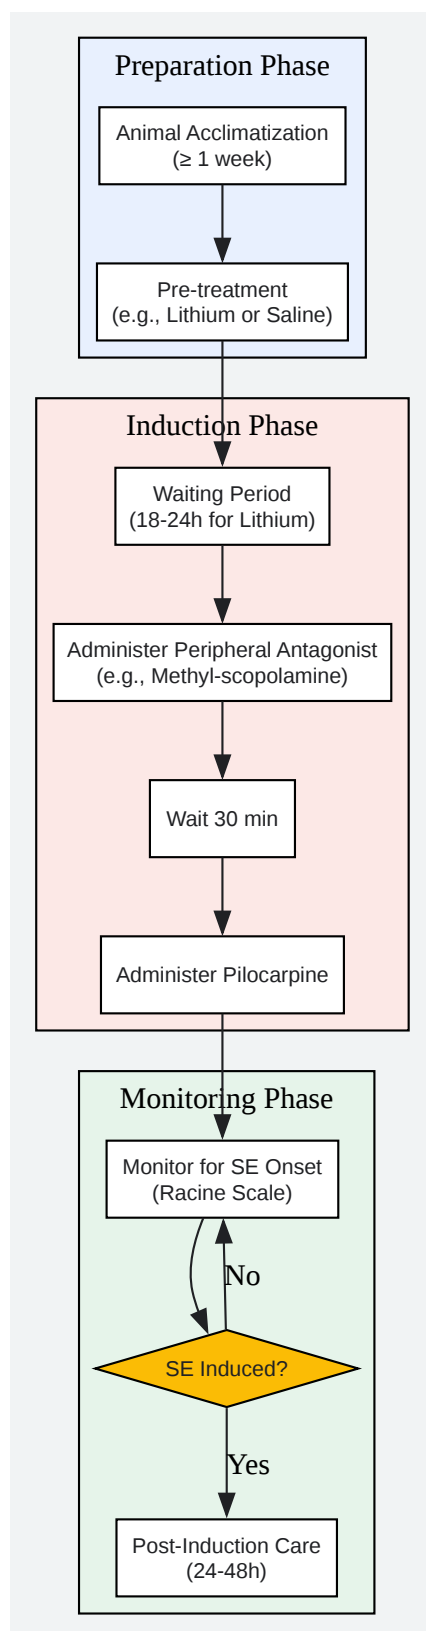 Preparation Phase
Animal Acclimatization
(≥ 1 week)
Pre-treatment
(e.g., Lithium or Saline)
Induction Phase
Waiting Period
(18-24h for Lithium)
Administer Peripheral Antagonist
(e.g., Methyl-scopolamine)
Wait 30 min
Administer Pilocarpine
Monitoring Phase
Monitor for SE Onset
(Racine Scale)
No
SE Induced?
Yes
Post-Induction Care
(24-48h)